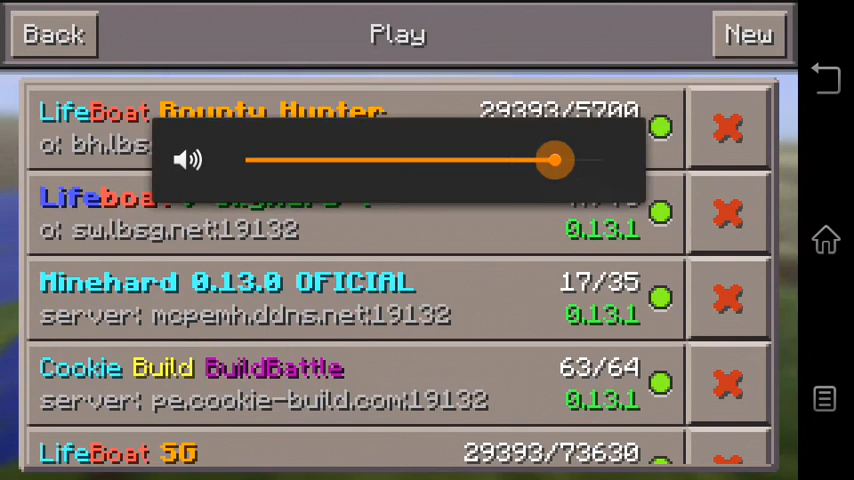 Back
Play
New
LifeBoat Bounty Hunter
29393/5700
o: bh.lbs
Lifeboat
o: sw.lbsg.net:19132
0.13.1
Minehard 0.13.0 OFICIAL
17/35
server: mcpemh.ddns.net:19132
0.13.1
Cookie Build BuildBattle
63/64
server: pe.cookie-build.com:19132
0.13.1
LifeBoat SG
29393/73630